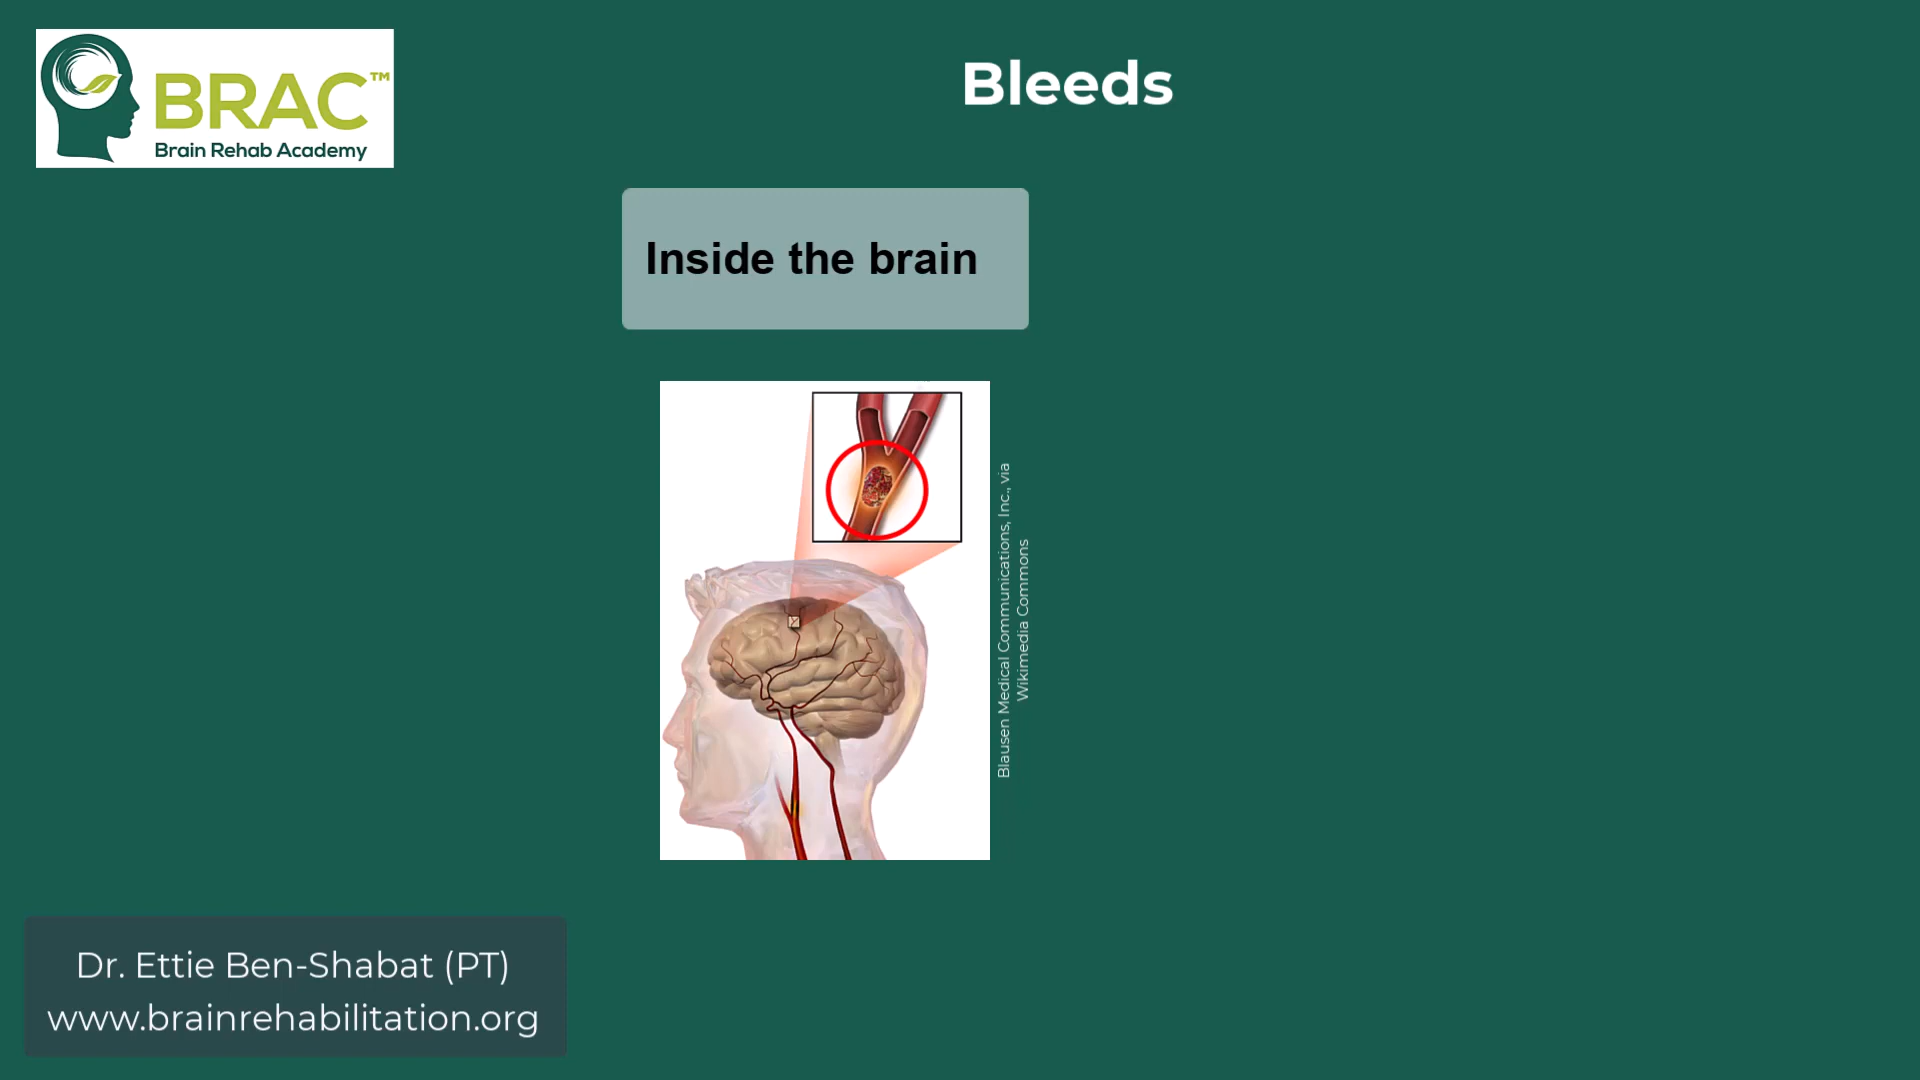 BRAC™
Brain Rehab Academy
Bleeds
Inside the brain
Blausen Medical Communications, Inc., via
Wikimedia Commons
Dr. Ettie Ben-Shabat (PT)
www.brainrehabilitation.org